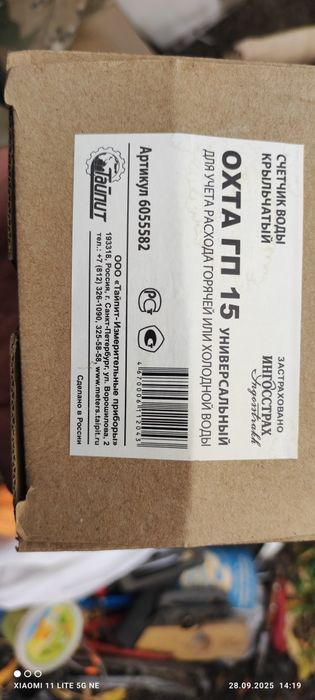 СЧЕТЧИК ВОДЫ
КРЫЛЬЧАТЫЙ
ЗАСТРАХОВАНО
ИНГОССТРАХ
Ingosstrakh
ОХТА ГП 15 УНИВЕРСАЛЬНЫЙ
ДЛЯ УЧЕТА РАСХОДА ГОРЯЧЕЙ ИЛИ ХОЛОДНОЙ ВОДЫ
Артикул 6055582
Тайпит
ООО «Тайпит- Измерительные приборы»
193318, Россия, г. Санкт-Петербург, ул. Ворошилова, 2
тел.: +7 (812) 326-1090, 325-58-58, www.meters.taipit.ru
Сделано в России
XIAOMI 11 LITE 5G NE
28.09.2025 14:19